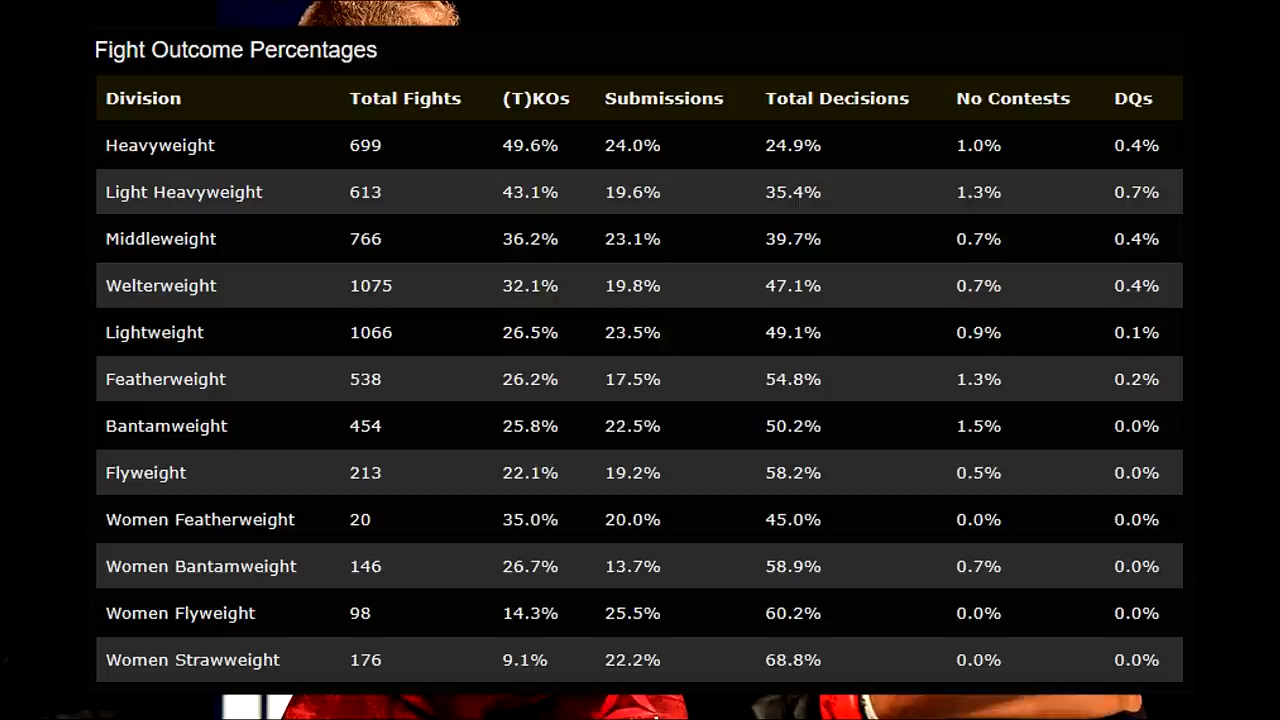 Fight Outcome Percentages
Division Total Fights (T)KOs Submissions Total Decisions No Contests DQs
Heavyweight 699 49.6% 24.0% 24.9% 1.0% 0.4%
Light Heavyweight 613 43.1% 19.6% 35.4% 1.3% 0.7%
Middleweight 766 36.2% 23.1% 39.7% 0.7% 0.4%
Welterweight 1075 32.1% 19.8% 47.1% 0.7% 0.4%
Lightweight 1066 26.5% 23.5% 49.1% 0.9% 0.1%
Featherweight 538 26.2% 17.5% 54.8% 1.3% 0.2%
Bantamweight 454 25.8% 22.5% 50.2% 1.5% 0.0%
Flyweight 213 22.1% 19.2% 58.2% 0.5% 0.0%
Women Featherweight 20 35.0% 20.0% 45.0% 0.0% 0.0%
Women Bantamweight 146 26.7% 13.7% 58.9% 0.7% 0.0%
Women Flyweight 98 14.3% 25.5% 60.2% 0.0% 0.0%
Women Strawweight 176 9.1% 22.2% 68.8% 0.0% 0.0%